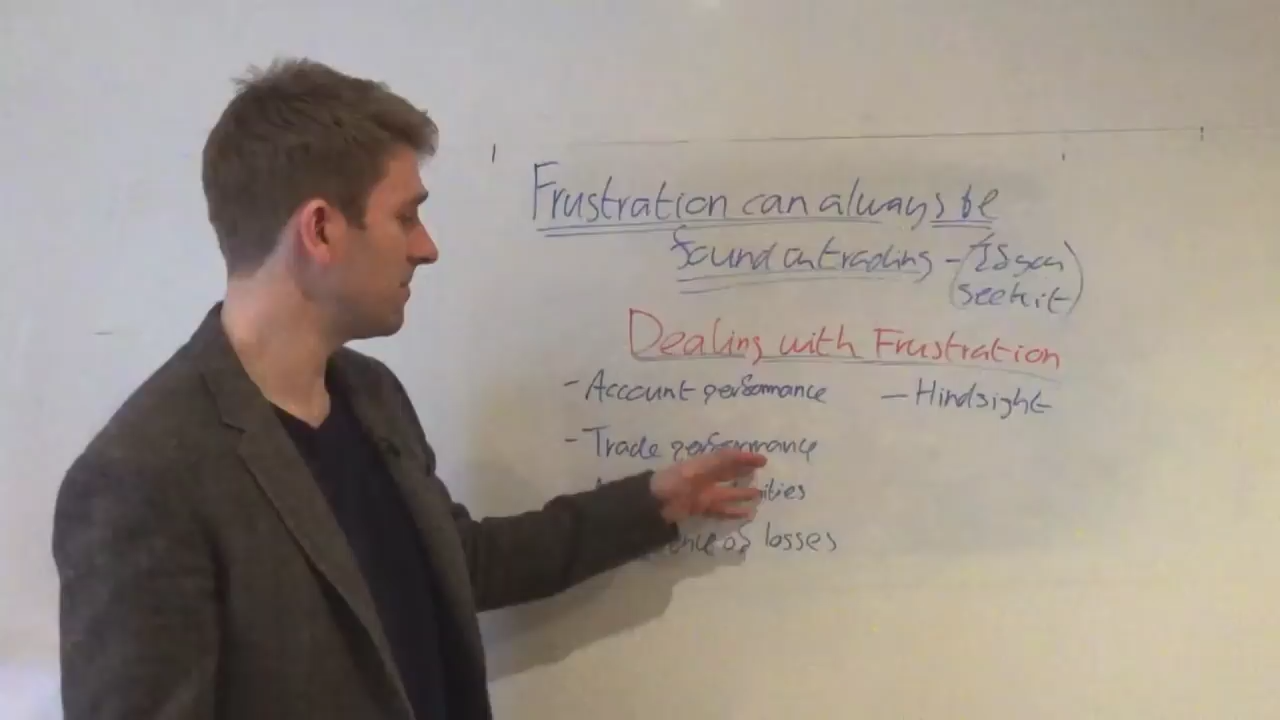 Frustration can always be
found in trading - (If you
seek it)
Dealing with Frustration
- Account performance
- Hindsight
- Trade performance
losses